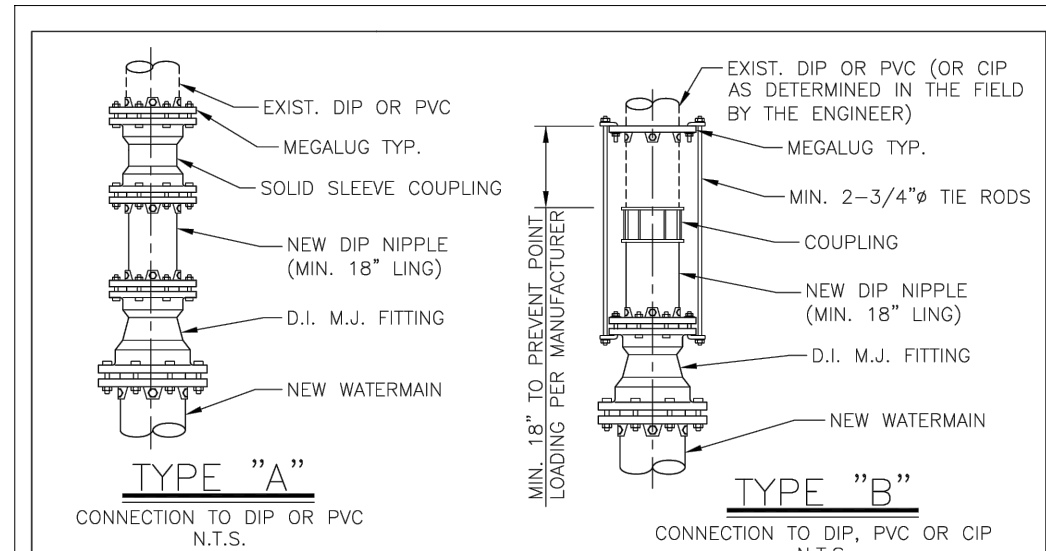 EXIST. DIP OR PVC
MEGALUG TYP.
SOLID SLEEVE COUPLING
NEW DIP NIPPLE
(MIN. 18" LING)
D.I. M.J. FITTING
NEW WATERMAIN
TYPE "A"
CONNECTION TO DIP OR PVC
N.T.S.
EXIST. DIP OR PVC (OR CIP
AS DETERMINED IN THE FIELD
BY THE ENGINEER)
MEGALUG TYP.
MIN. 2-3/4"ø TIE RODS
COUPLING
NEW DIP NIPPLE
(MIN. 18" LING)
D.I. M.J. FITTING
NEW WATERMAIN
MIN. 18" TO PREVENT POINT
LOADING PER MANUFACTURER
TYPE "B"
CONNECTION TO DIP, PVC OR CIP
N.T.S.